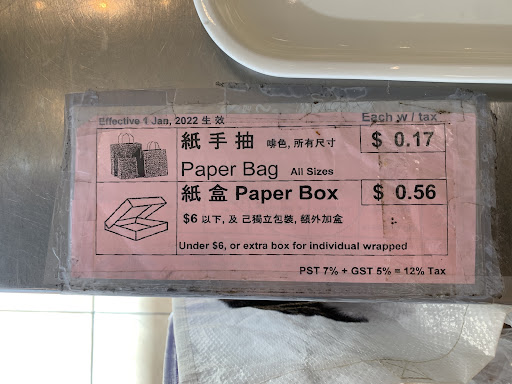 Effective 1 Jan, 2022 生效 Each w / tax
紙手抽 啡色, 所有尺寸 $ 0.17
Paper Bag All Sizes
紙盒 Paper Box $ 0.56
$6 以下, 及 己獨立包裝, 額外加盒
Under $6, or extra box for individual wrapped
PST 7% + GST 5% = 12% Tax